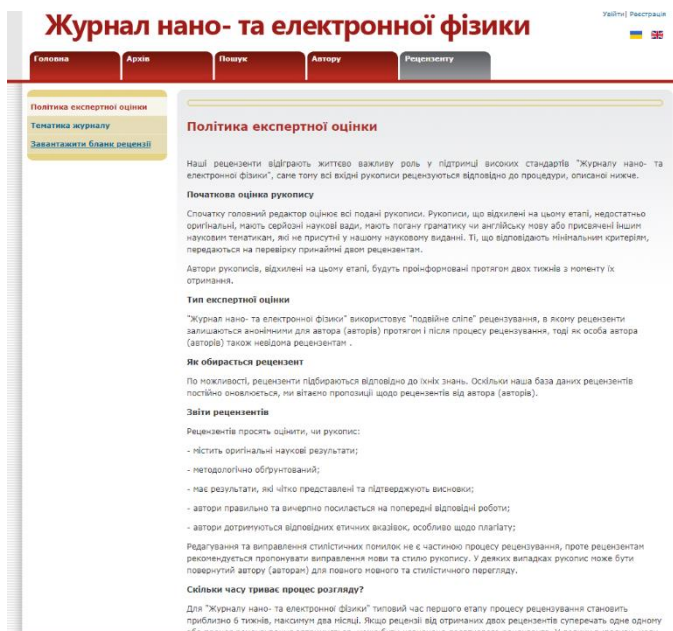 Увійти| Реєстрація
Журнал нано- та електронної фізики
Головна Архів Пошук Автору Рецензенту
Політика експертної оцінки
Тематика журналу
Завантажити бланк рецензії
Політика експертної оцінки
Наші рецензенти відіграють життєво важливу роль у підтримці високих стандартів "Журналу нано- та
електронної фізики", саме тому всі вхідні рукописи рецензуються відповідно до процедури, описаної нижче.
Початкова оцінка рукопису
Спочатку головний редактор оцінює всі подані рукописи. Рукописи, що відхилені на цьому етапі, недостатньо
оригінальні, мають серйозні наукові вади, мають погану граматику чи англійську мову або присвячені іншим
науковим тематикам, які не присутні у нашому науковому виданні. Ті, що відповідають мінімальним критеріям,
передаються на перевірку принаймні двом рецензентам.
Автори рукописів, відхилені на цьому етапі, будуть проінформовані протягом двох тижнів з моменту їх
отримання.
Тип експертної оцінки
"Журнал нано- та електронної фізики" використовує "подвійне сліпе" рецензування, в якому рецензенти
залишаються анонімними для автора (авторів) протягом і після процесу рецензування, тоді як особа автора
(авторів) також невідома рецензентам .
Як обирається рецензент
По можливості, рецензенти підбираються відповідно до їхніх знань. Оскільки наша база даних рецензентів
постійно оновлюється, ми вітаємо пропозиції щодо рецензентів від автора (авторів).
Звіти рецензентів
Рецензентів просять оцінити, чи рукопис:
- містить оригінальні наукові результати;
- методологічно обґрунтований;
- має результати, які чітко представлені та підтверджують висновки;
- автори правильно та вичерпно посилається на попередні відповідні роботи;
- автори дотримуються відповідних етичних вказівок, особливо щодо плагіату;
Редагування та виправлення стилістичних помилок не є частиною процесу рецензування, проте рецензентам
рекомендується пропонувати виправлення мови та стилю рукопису. У деяких випадках рукопис може бути
повернутий автору (авторам) для повного мовного та стилістичного перегляду.
Скільки часу триває процес розгляду?
Для "Журналу нано- та електронної фізики" типовий час першого етапу процесу рецензування становить
приблизно 6 тижнів, максимум два місяці. Якщо рецензії від отриманих двох рецензентів суперечать одне одному